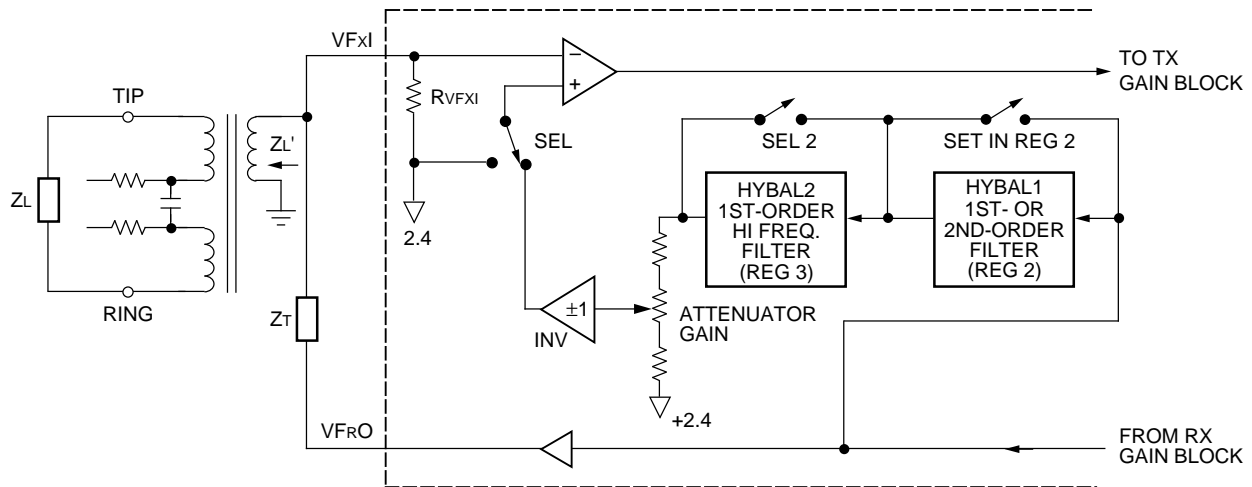 VFXI
TO TX
GAIN BLOCK
TIP
RVFXI
SEL
SEL 2
SET IN REG 2
ZL'
ZL
2.4
HYBAL2
1ST-ORDER
HI FREQ.
FILTER
(REG 3)
HYBAL1
1ST- OR
2ND-ORDER
FILTER
(REG 2)
RING
ZT
±1
INV
ATTENUATOR
GAIN
+2.4
VFRO
FROM RX
GAIN BLOCK